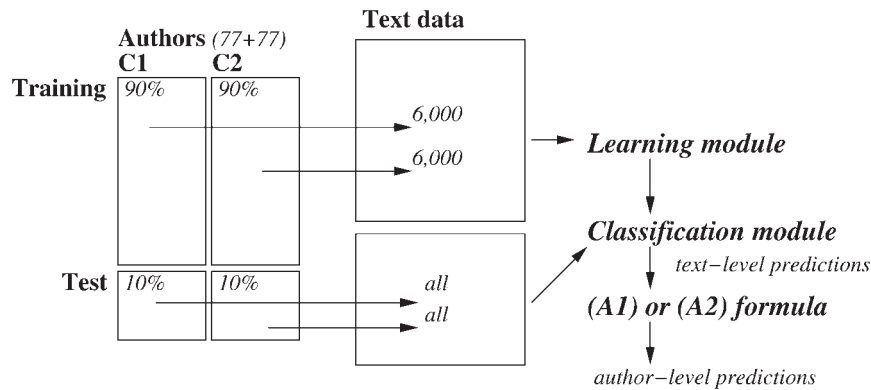 Text data
Authors (77+77)
C1 C2
Training 90% 90%
6,000
6,000
Learning module
Classification module
text-level predictions
Test 10% 10%
all
all
(A1) or (A2) formula
author-level predictions